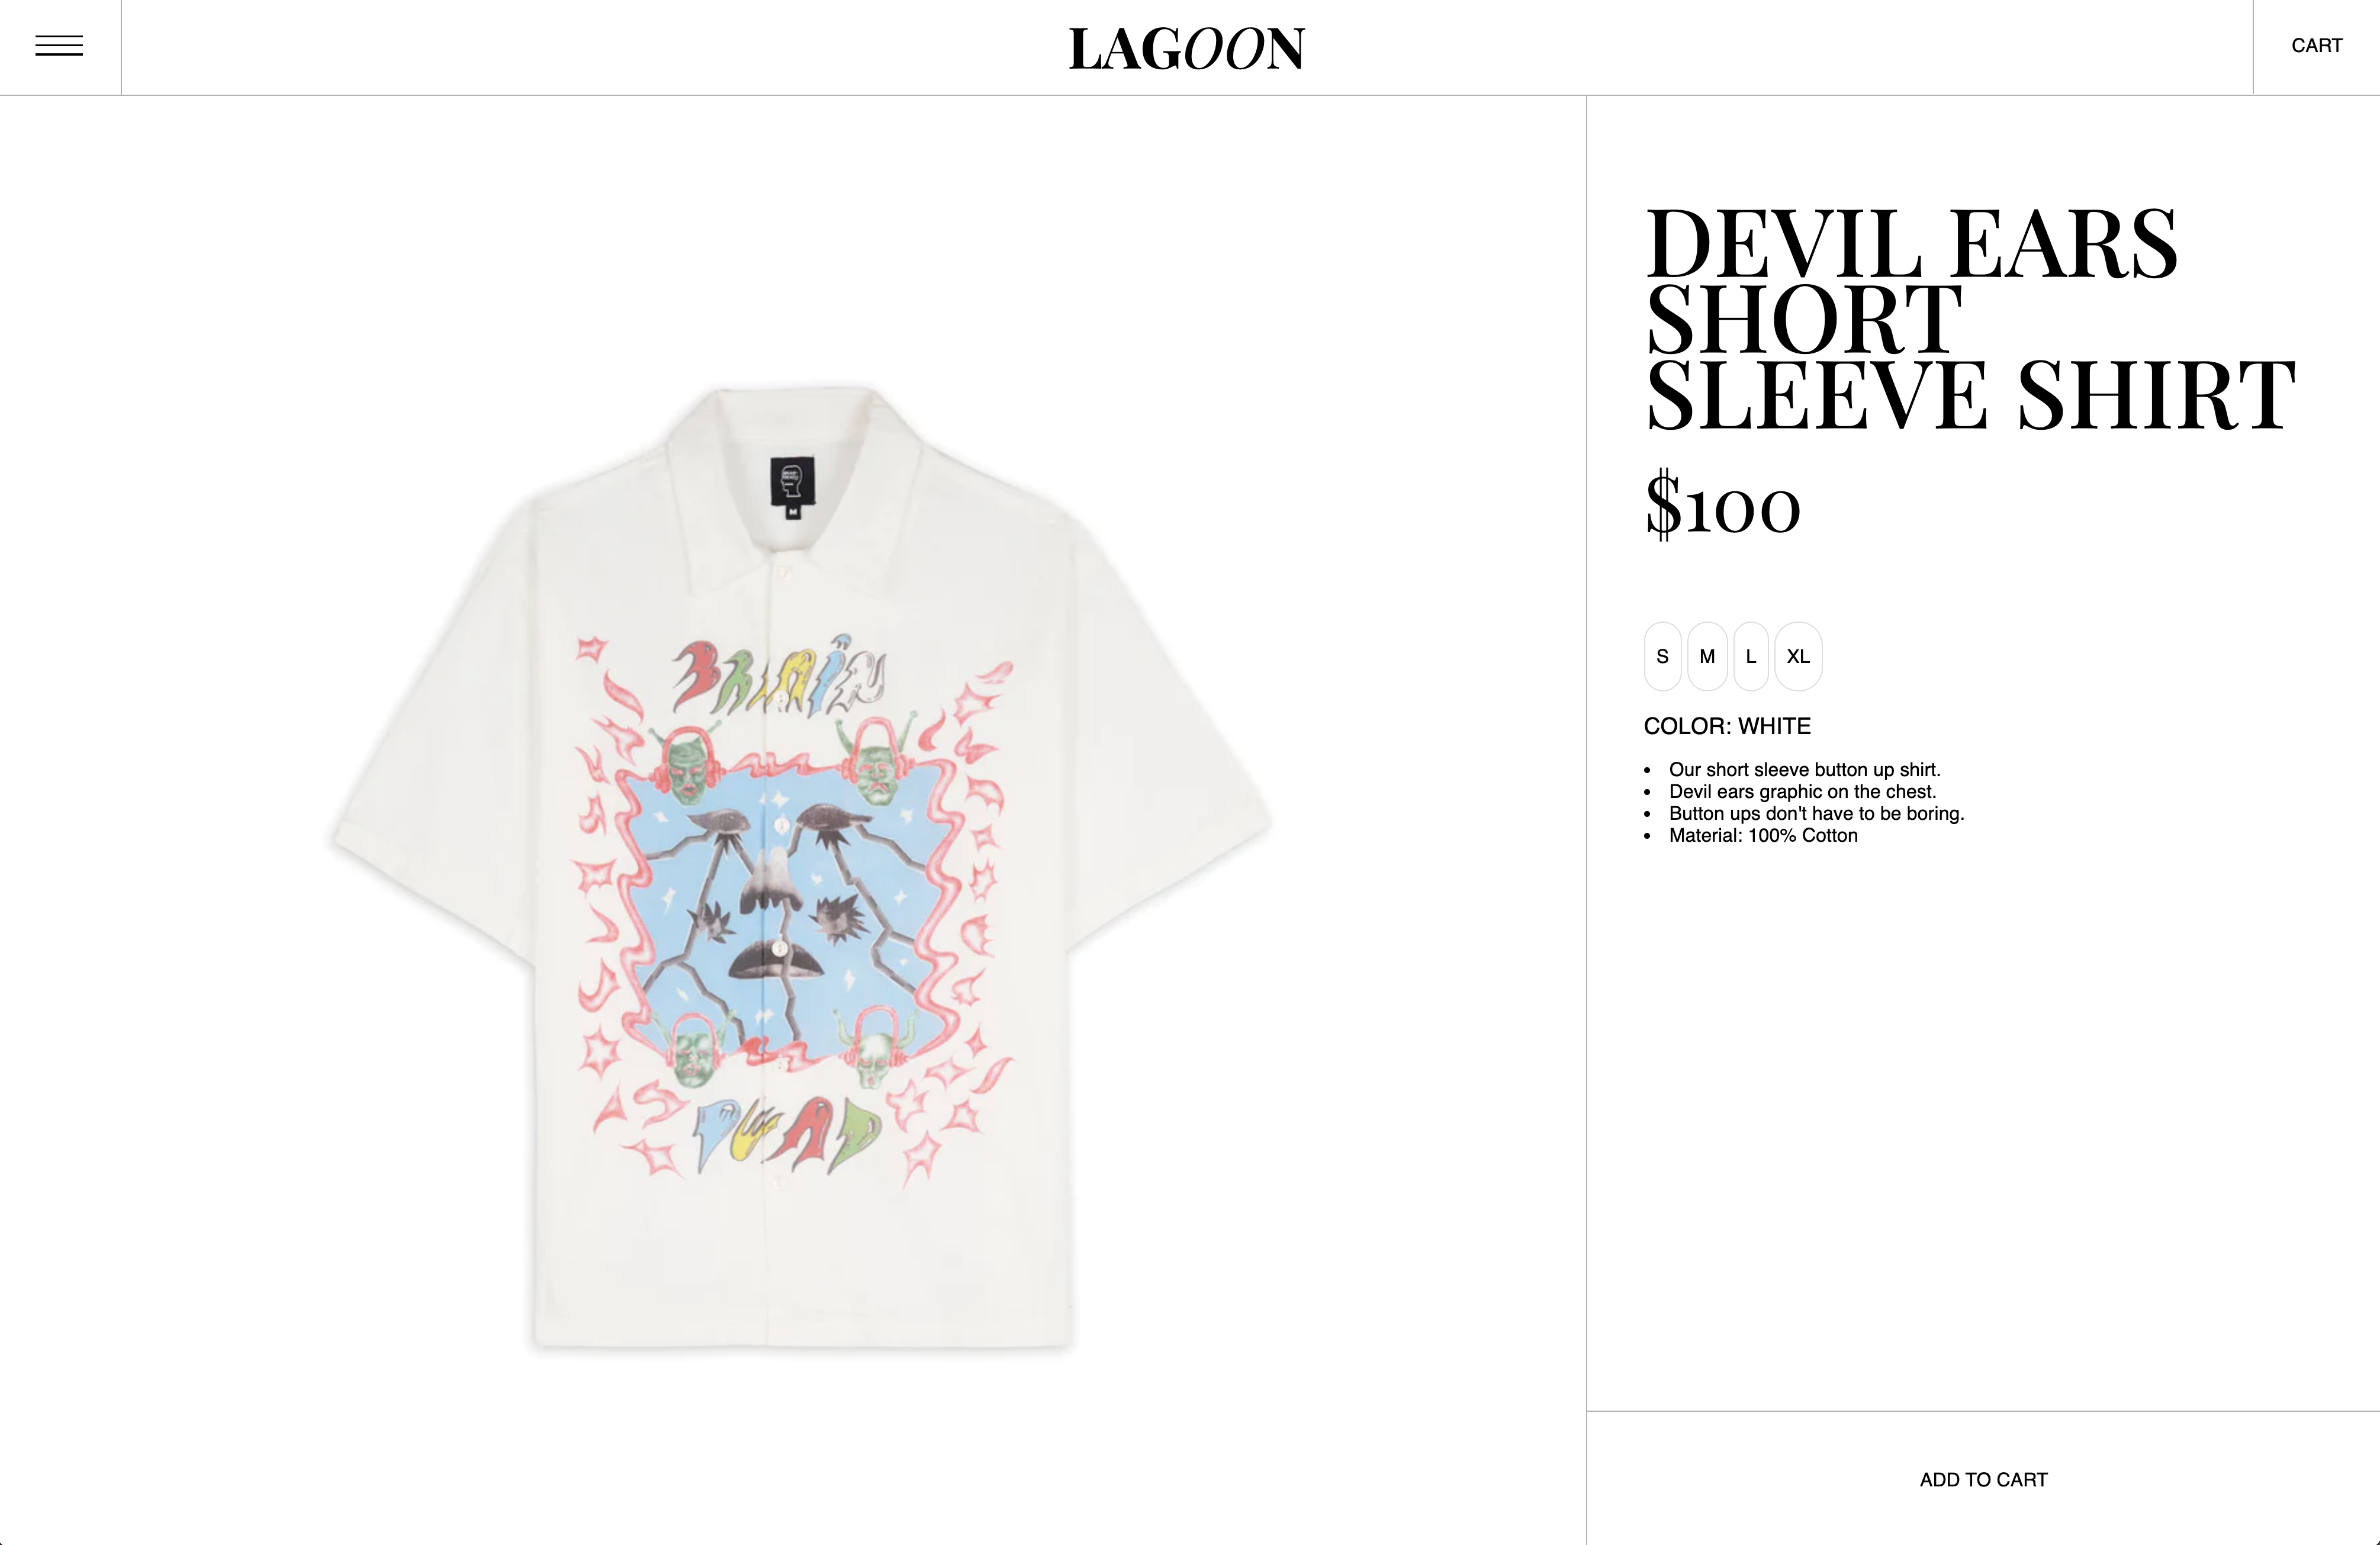 LAGOON
CART
DEVIL EARS
SHORT
SLEEVE SHIRT
$100
M
BRAIN
DEAD
S M L XL
COLOR: WHITE
• Our short sleeve button up shirt.
• Devil ears graphic on the chest.
• Button ups don't have to be boring.
• Material: 100% Cotton
ADD TO CART